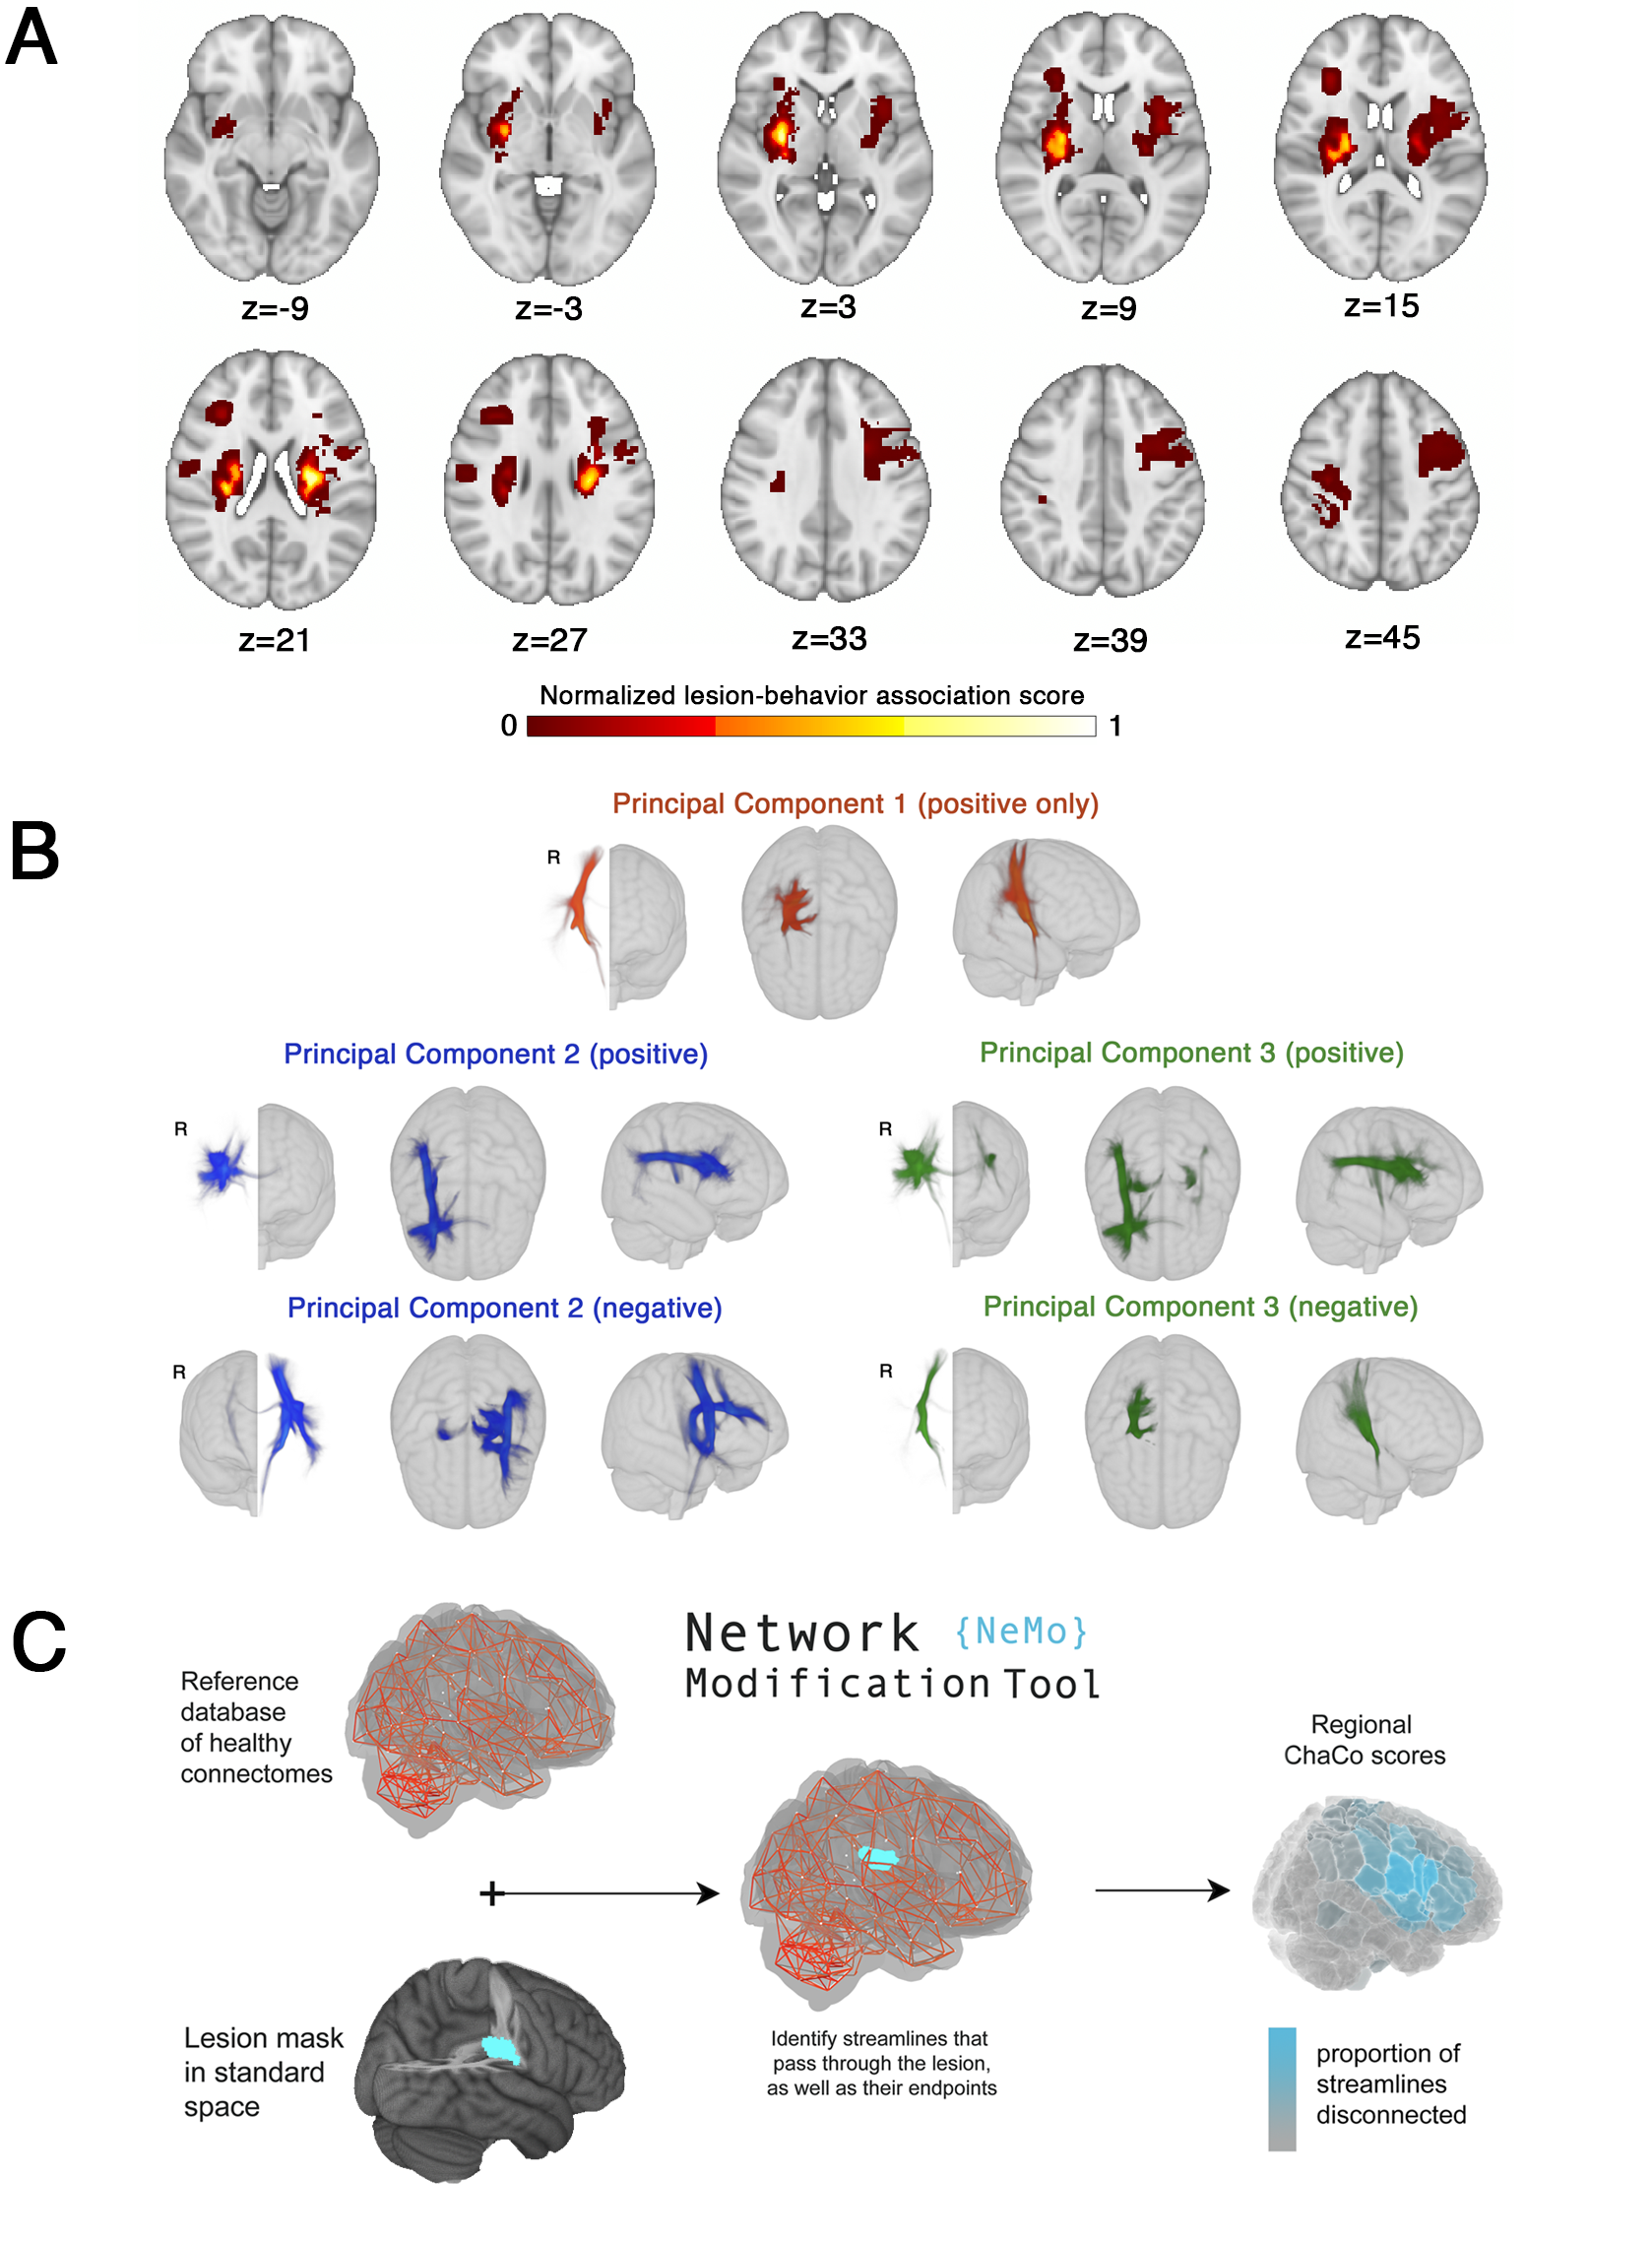 A
z=-9
z=-3
z=3
z=9
z=15
z=21
z=27
z=33
z=39
z=45
Normalized lesion-behavior association score
0
1
B
Principal Component 1 (positive only)
R
Principal Component 2 (positive)
Principal Component 3 (positive)
R
R
Principal Component 2 (negative)
Principal Component 3 (negative)
R
R
C
Network {NeMo}
Modification Tool
Reference
database
of healthy
connectomes
+
Lesion mask
in standard
space
Identify streamlines that
pass through the lesion,
as well as their endpoints
Regional
ChaCo scores
proportion of
streamlines
disconnected